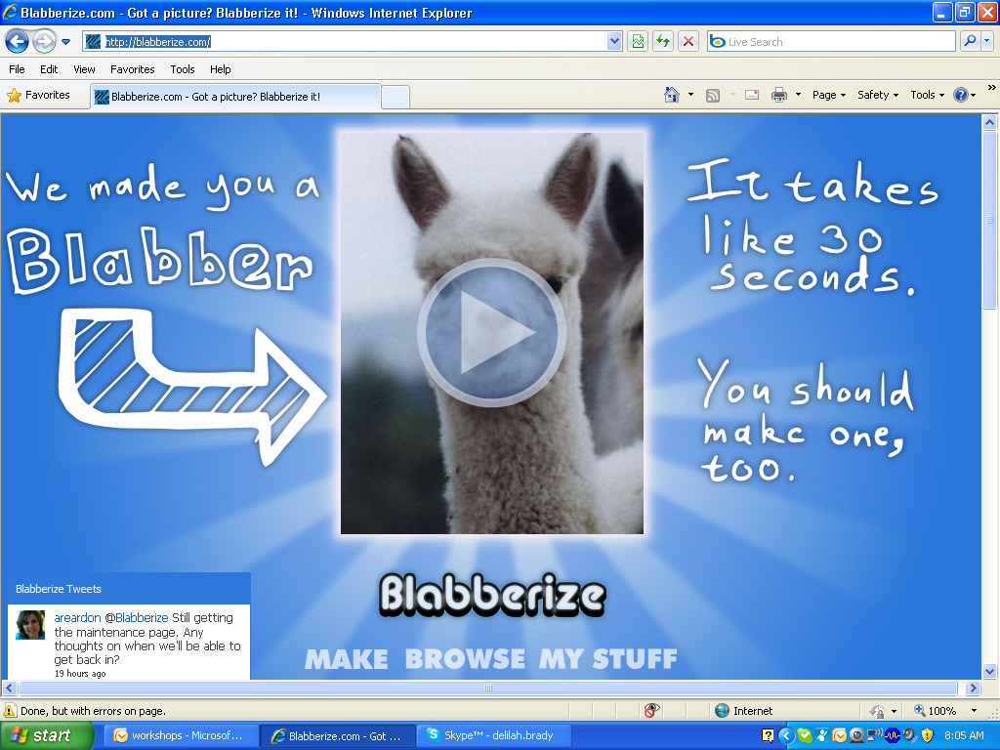 Blabberize.com - Got a picture? Blabberize it! - Windows Internet Explorer
http://blabberize.com/
Live Search
File Edit View Favorites Tools Help
Favorites
Blabberize.com - Got a picture? Blabberize it!
Page Safety Tools
We made you a
Blabber
It takes
like 30
seconds.
You should
make one,
too.
Blabberize
MAKE BROWSE MY STUFF
Blabberize Tweets
areardon @Blabberize Still getting
the maintenance page. Any
thoughts on when we'll be able to
get back in?
19 hours ago
Done, but with errors on page.
Internet
100%
start
workshops - Microsof...
Blabberize.com - Got ...
Skype™ - delilah.brady
8:05 AM